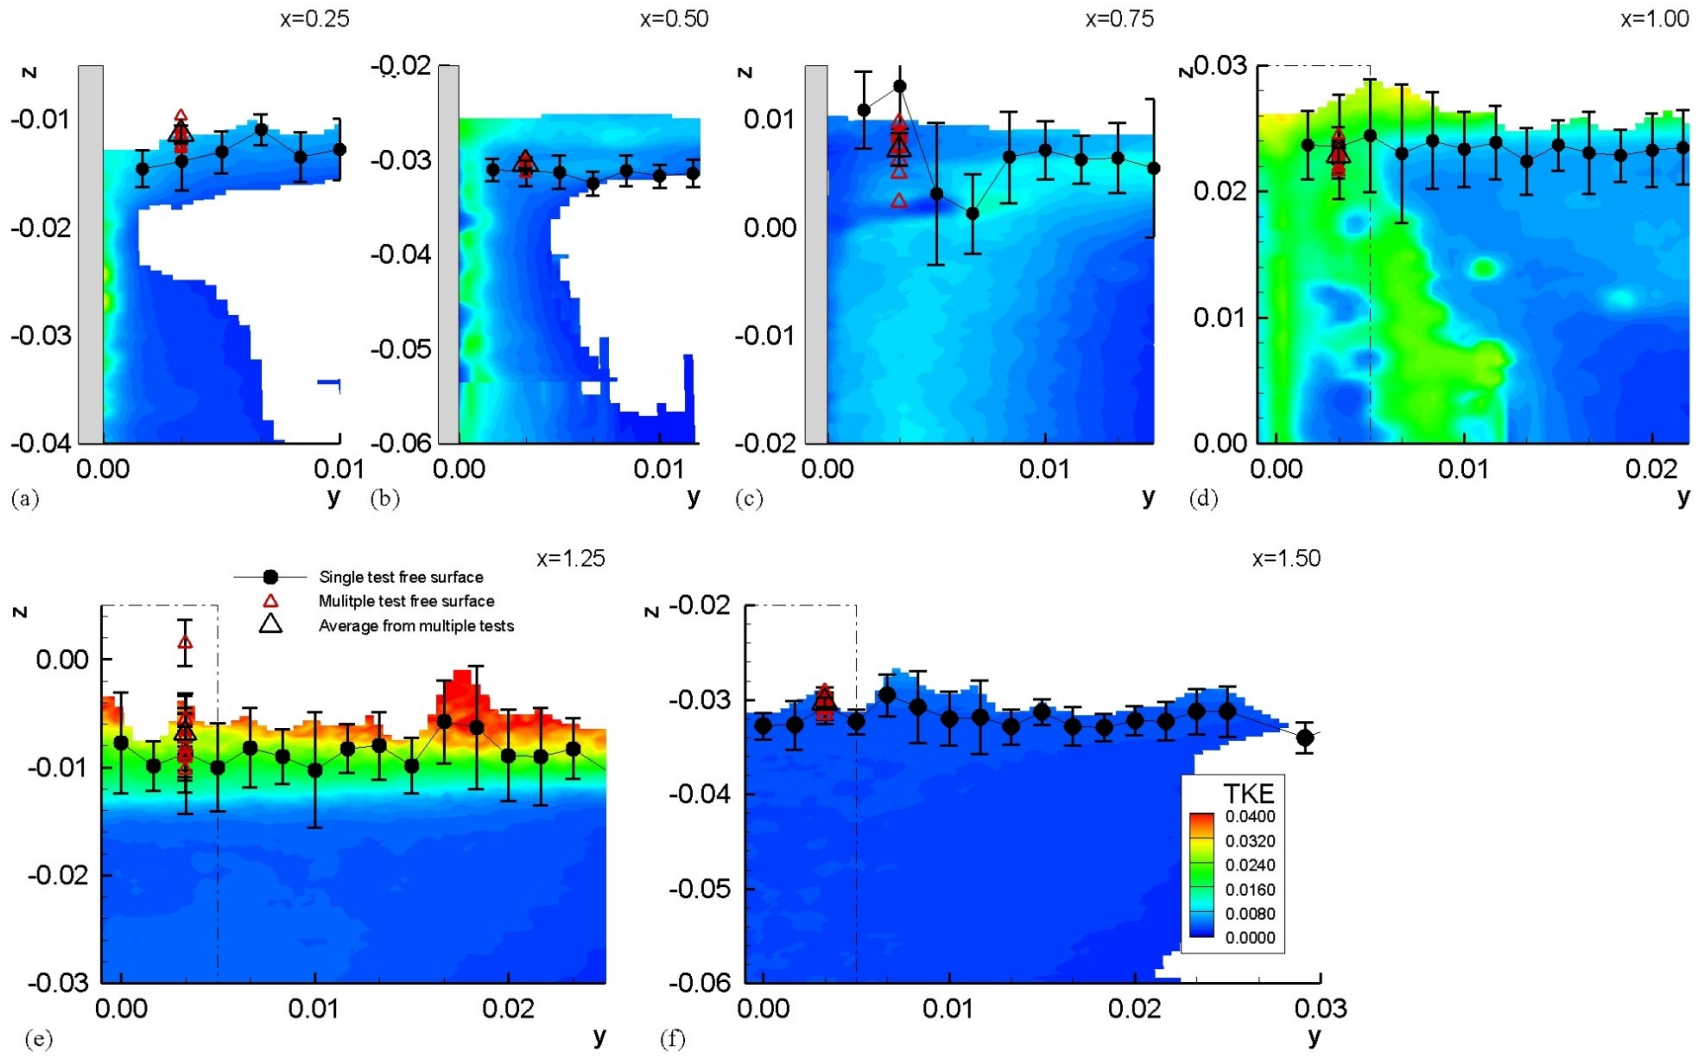 x=0.25
x=0.50
x=0.75
x=1.00
z
-0.01
-0.02
-0.03
-0.04
0.00
0.01
y
(a)
-0.02
-0.03
-0.04
-0.05
-0.06
0.00
0.01
y
(b)
z
0.01
0.00
-0.01
-0.02
0.00
0.01
y
(c)
z
0.03
0.02
0.01
0.00
0.00
0.01
0.02
y
(d)
x=1.25
Single test free surface
Mulitple test free surface
Average from multiple tests
z
0.00
-0.01
-0.02
-0.03
0.00
0.01
0.02
y
(e)
x=1.50
z
-0.02
-0.03
-0.04
-0.05
-0.06
0.00
0.01
0.02
0.03
y
(f)
TKE
0.0400
0.0320
0.0240
0.0160
0.0080
0.0000